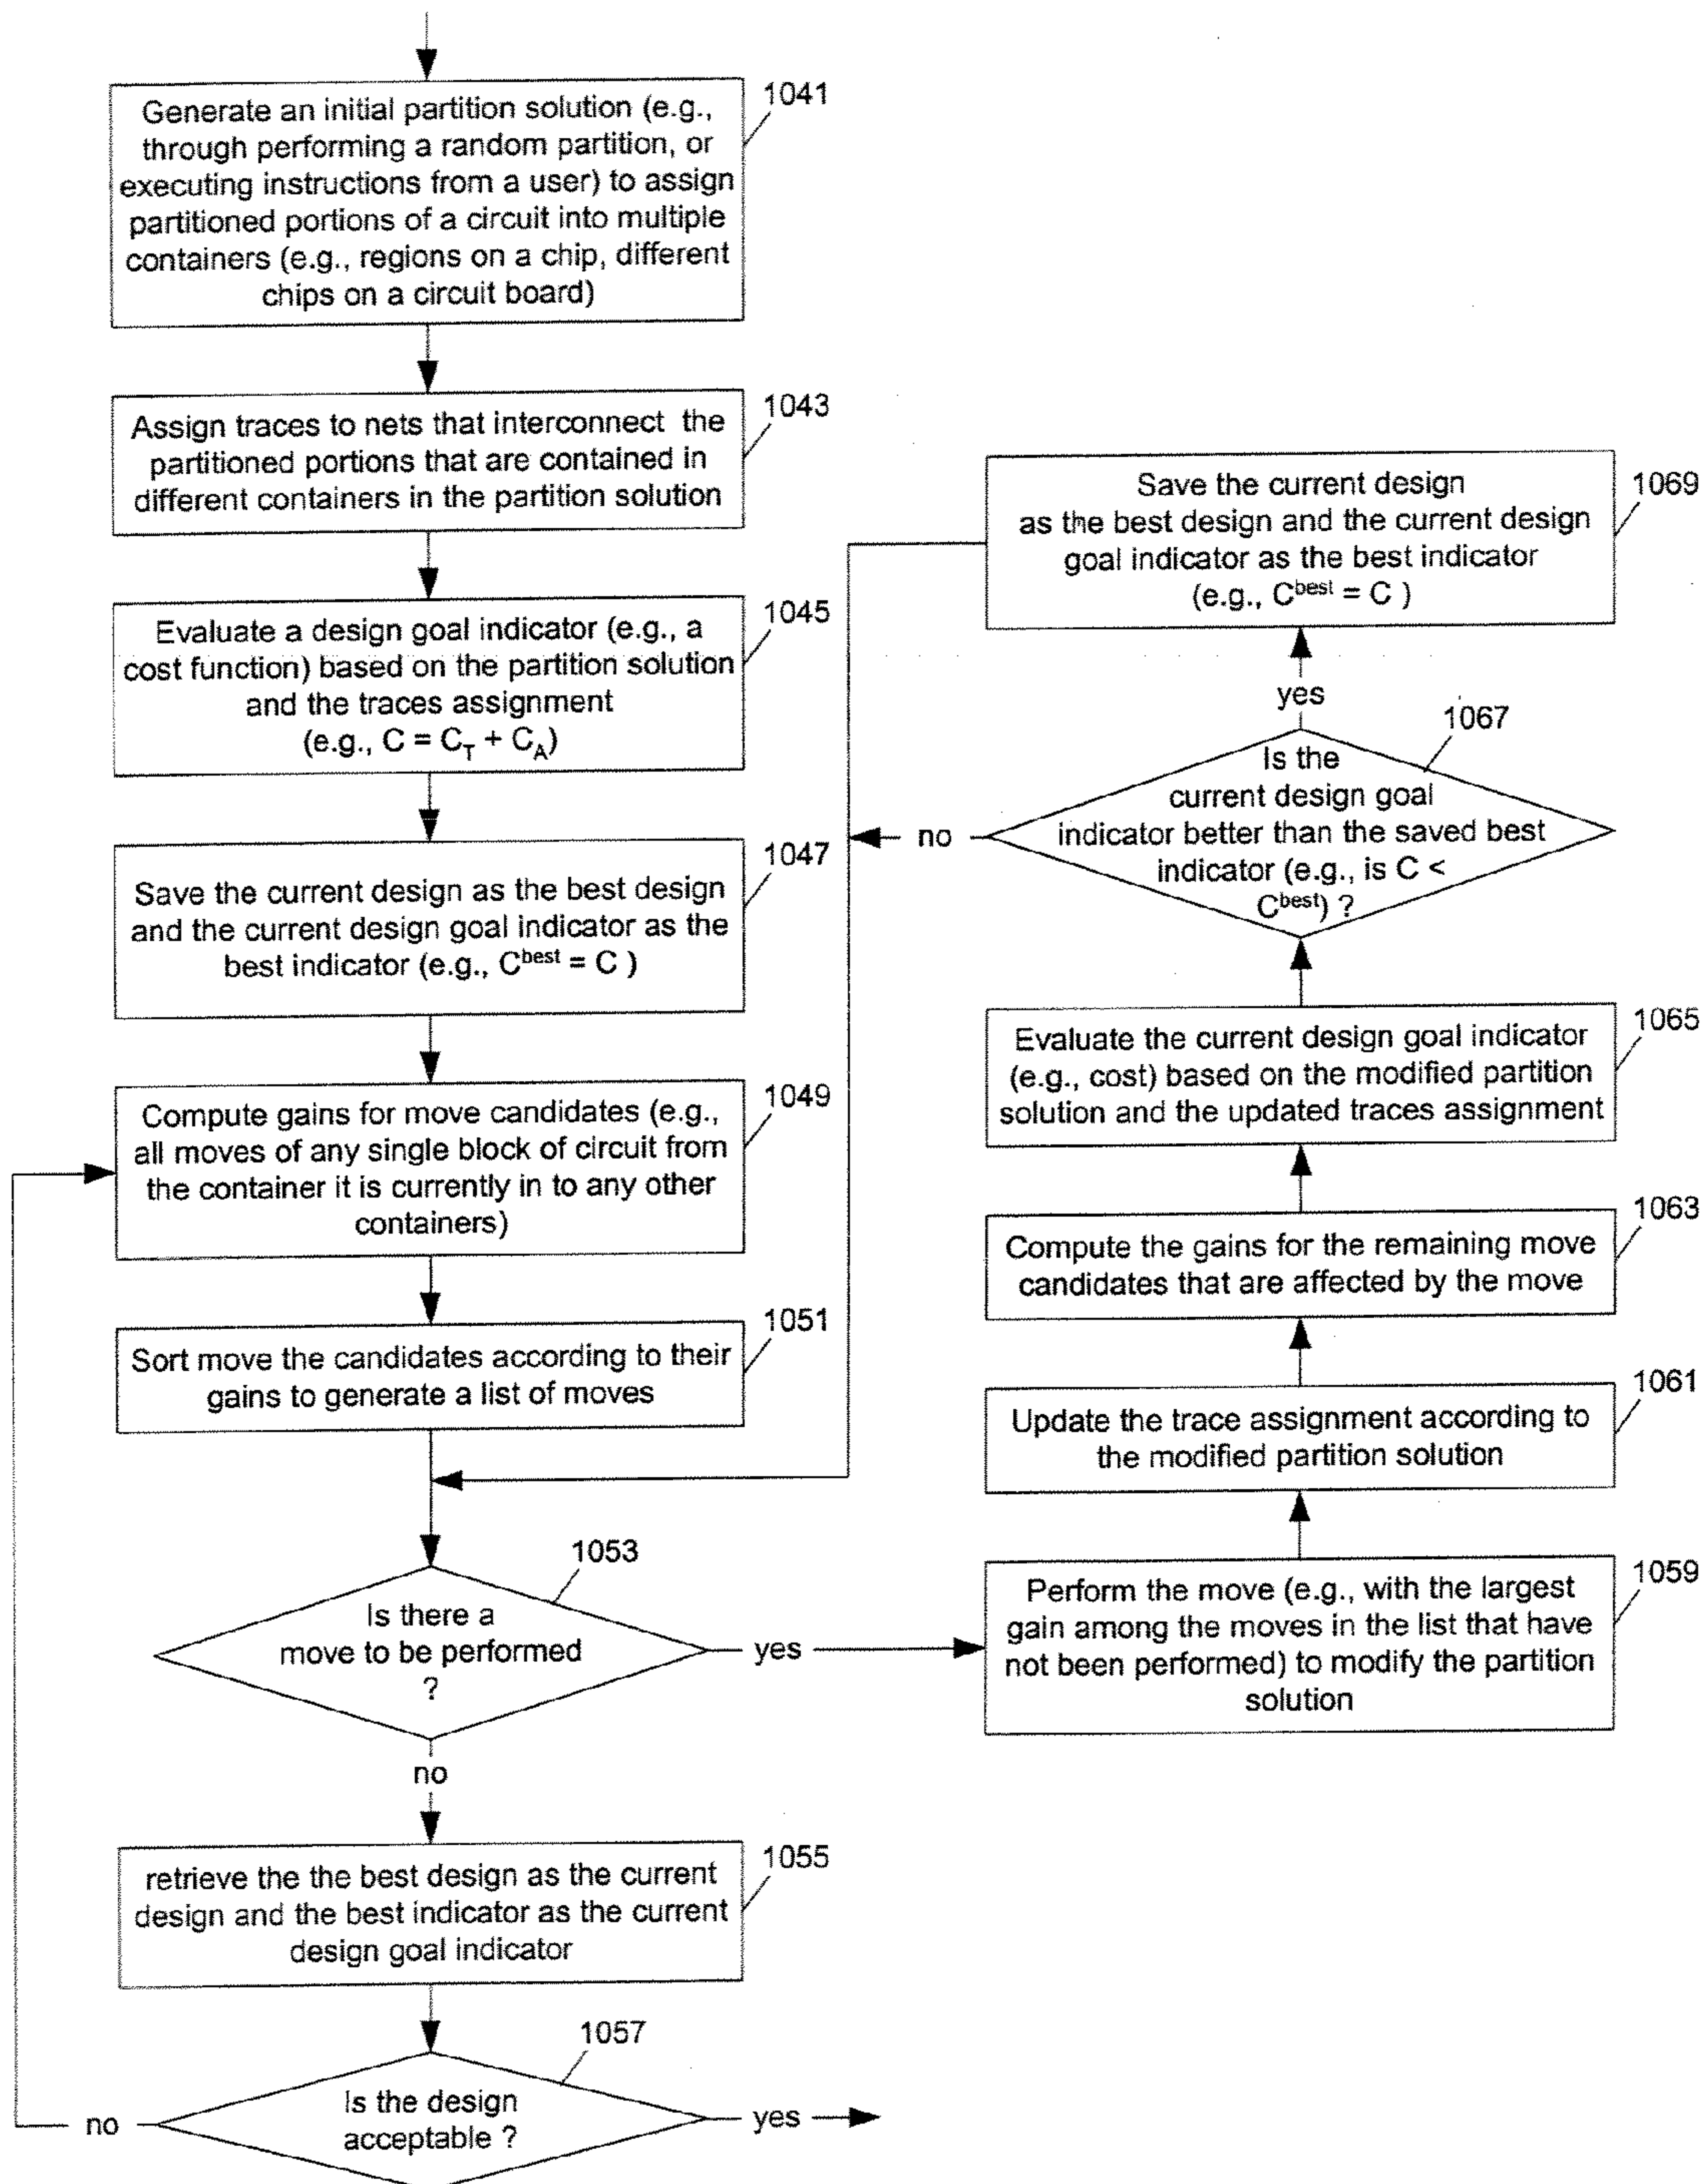 Generate an initial partition solution (e.g.,
through performing a random partition, or
executing instructions from a user) to assign
partitioned portions of a circuit into multiple
containers (e.g., regions on a chip, different
chips on a circuit board)
1041
Assign traces to nets that interconnect the
partitioned portions that are contained in
different containers in the partition solution
1043
Evaluate a design goal indicator (e.g., a
cost function) based on the partition solution
and the traces assignment
(e.g., C = C_T + C_A)
1045
Save the current design as the best design
and the current design goal indicator as the
best indicator (e.g., C^best = C )
1047
Compute gains for move candidates (e.g.,
all moves of any single block of circuit from
the container it is currently in to any other
containers)
1049
Sort move the candidates according to their
gains to generate a list of moves
1051
1053
Is there a
move to be performed
?
yes
no
retrieve the the best design as the current
design and the best indicator as the current
design goal indicator
1055
1057
Is the design
acceptable ?
no
yes
Perform the move (e.g., with the largest
gain among the moves in the list that have
not been performed) to modify the partition
solution
1059
Update the trace assignment according to
the modified partition solution
1061
Compute the gains for the remaining move
candidates that are affected by the move
1063
Evaluate the current design goal indicator
(e.g., cost) based on the modified partition
solution and the updated traces assignment
1065
1067
Is the
current design goal
indicator better than the saved best
indicator (e.g., is C <
C^best) ?
no
yes
Save the current design
as the best design and the current design
goal indicator as the best indicator
(e.g., C^best = C )
1069